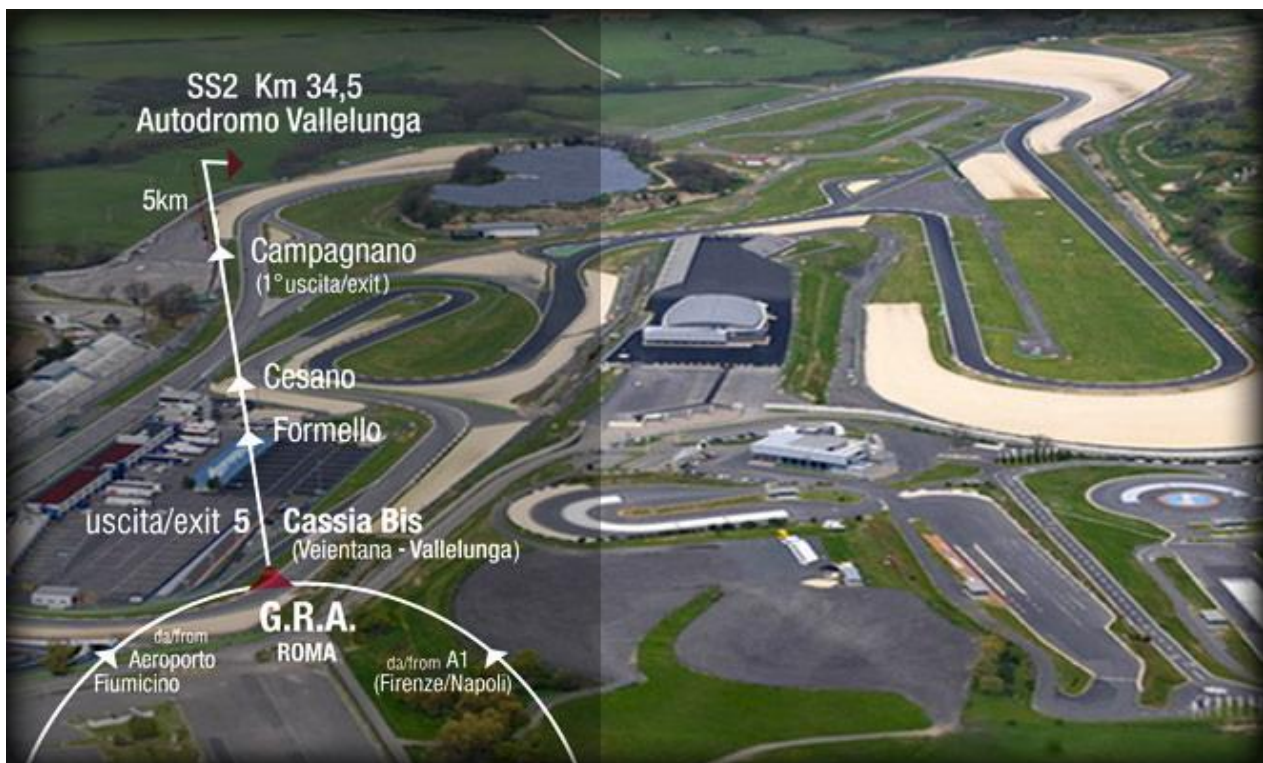 SS2 Km 34,5
Autodromo Vallelunga
5km
Campagnano
(1° uscita/exit)
Cesano
Formello
uscita/exit 5 Cassia Bis
(Veientana - Vallelunga)
G.R.A.
ROMA
da/from
Aeroporto
Fiumicino
da/from A1
(Firenze/Napoli)